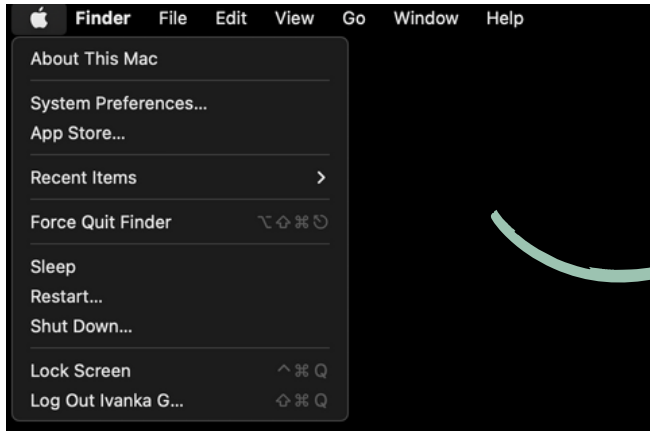 Finder File Edit View Go Window Help
About This Mac
System Preferences...
App Store...
Recent Items >
Force Quit Finder ⌥⇧⌘⎋
Sleep
Restart...
Shut Down...
Lock Screen ^⌘Q
Log Out Ivanka G... ⇧⌘Q